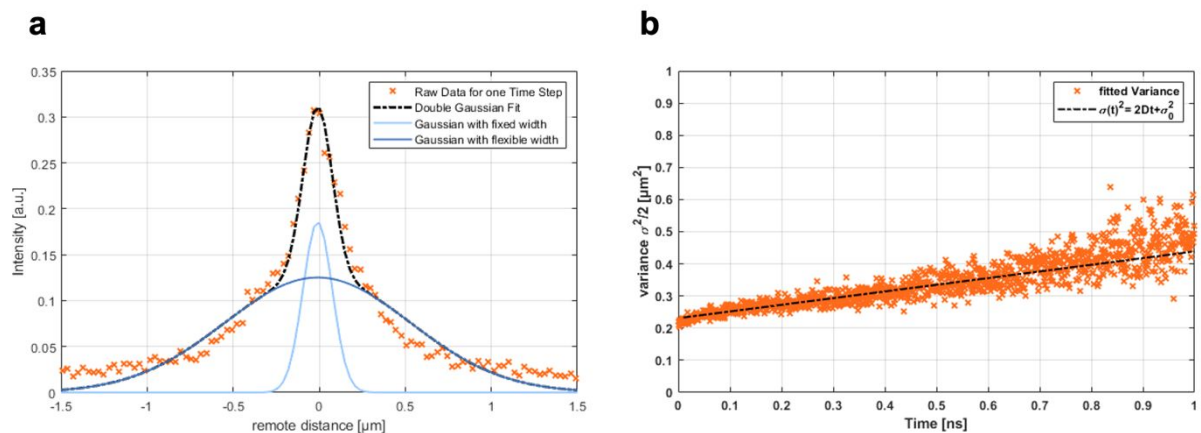 a
b
0.35
0.3
0.25
0.2
0.15
0.1
0.05
0
Intensity [a.u.]
-1.5 -1 -0.5 0 0.5 1 1.5
remote distance [µm]
Raw Data for one Time Step
Double Gaussian Fit
Gaussian with fixed width
Gaussian with flexible width
1
0.9
0.8
0.7
0.6
0.5
0.4
0.3
0.2
0.1
0
variance σ²/2 [µm²]
0 0.1 0.2 0.3 0.4 0.5 0.6 0.7 0.8 0.9 1
Time [ns]
fitted Variance
σ(t)²= 2Dt+σ₀²